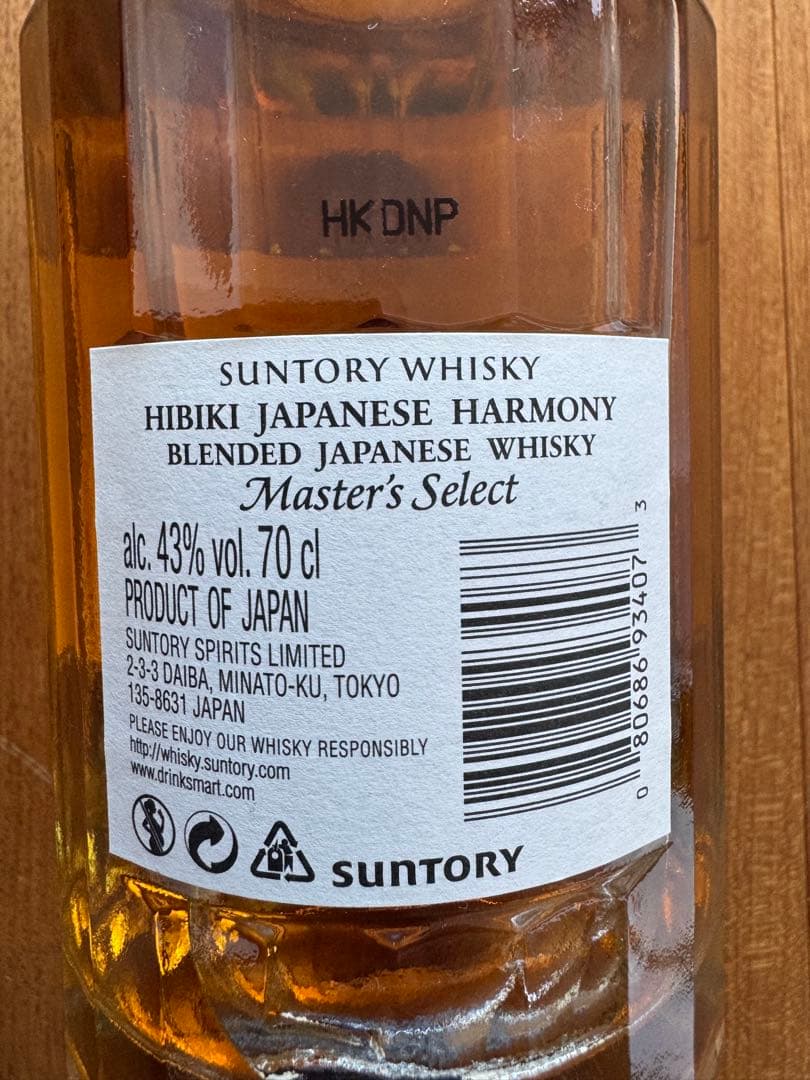 HKDNP
SUNTORY WHISKY
HIBIKI JAPANESE HARMONY
BLENDED JAPANESE WHISKY
Master's Select
alc. 43% vol. 70 cl
PRODUCT OF JAPAN
SUNTORY SPIRITS LIMITED
2-3-3 DAIBA, MINATO-KU, TOKYO
135-8631 JAPAN
PLEASE ENJOY OUR WHISKY RESPONSIBLY
http://whisky.suntory.com
www.drinksmart.com
SUNTORY
0 80686 93407 3